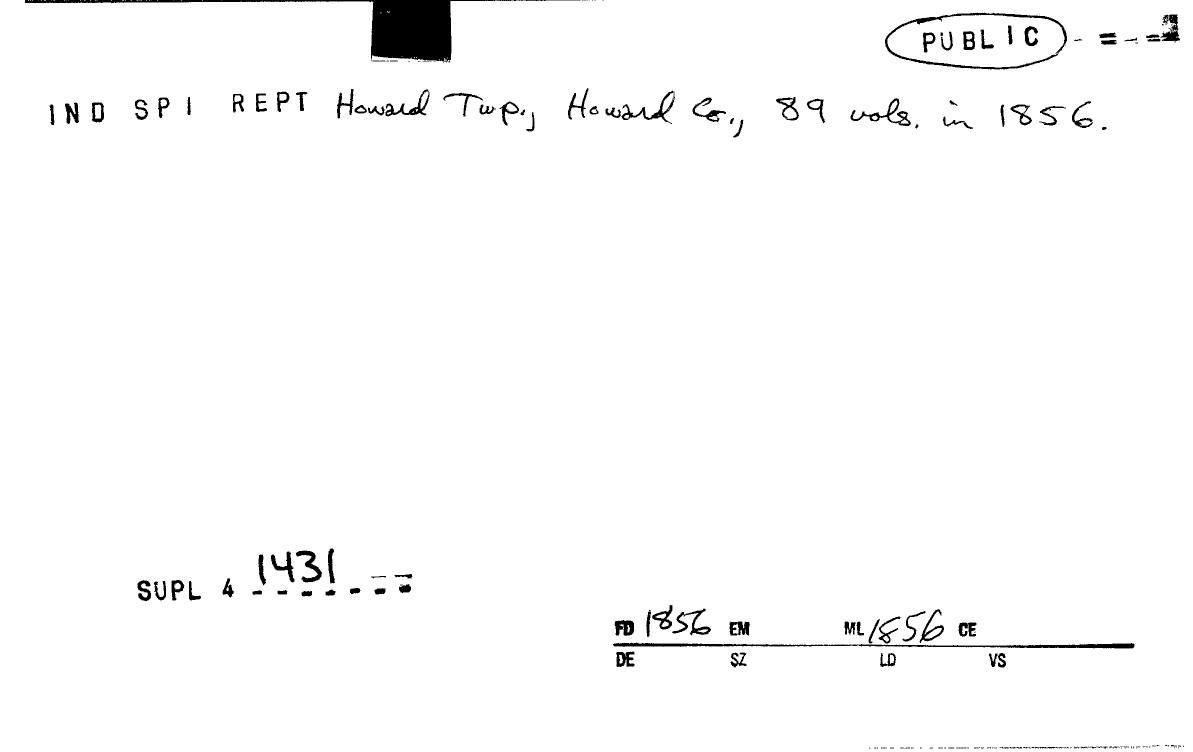 PUBLIC
IND SPI REPT Howard Twp., Howard Co., 89 vols. in 1856.
SUPL 4 1431
FD 1856 EM ML 1856 CE
DE SZ LD VS